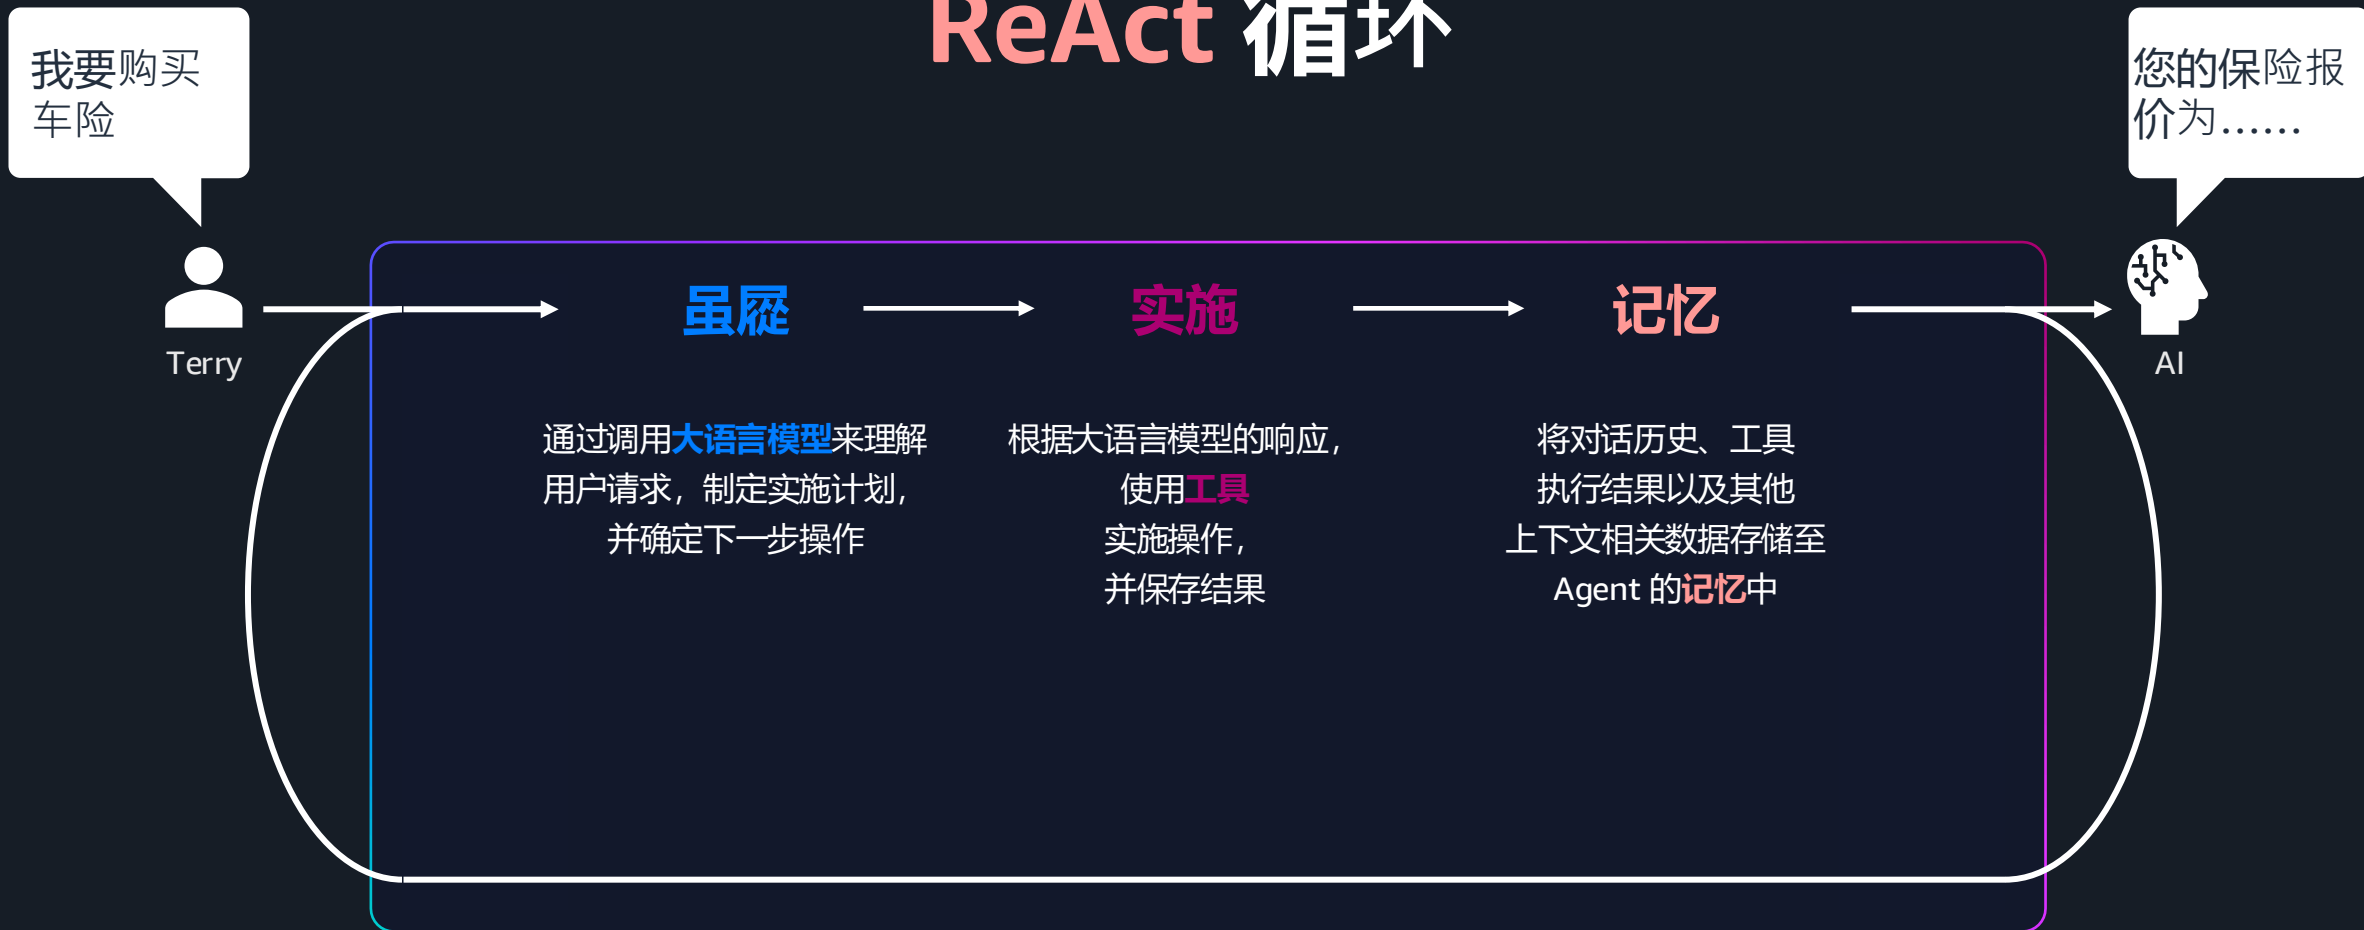 ReAct 循环
我要购买
车险
您的保险报
价为……
Terry
AI
实施
记忆
通过调用大语言模型来理解
用户请求，制定实施计划，
并确定下一步操作
根据大语言模型的响应，
使用工具
实施操作，
并保存结果
将对话历史、工具
执行结果以及其他
上下文相关数据存储至
Agent 的记忆中